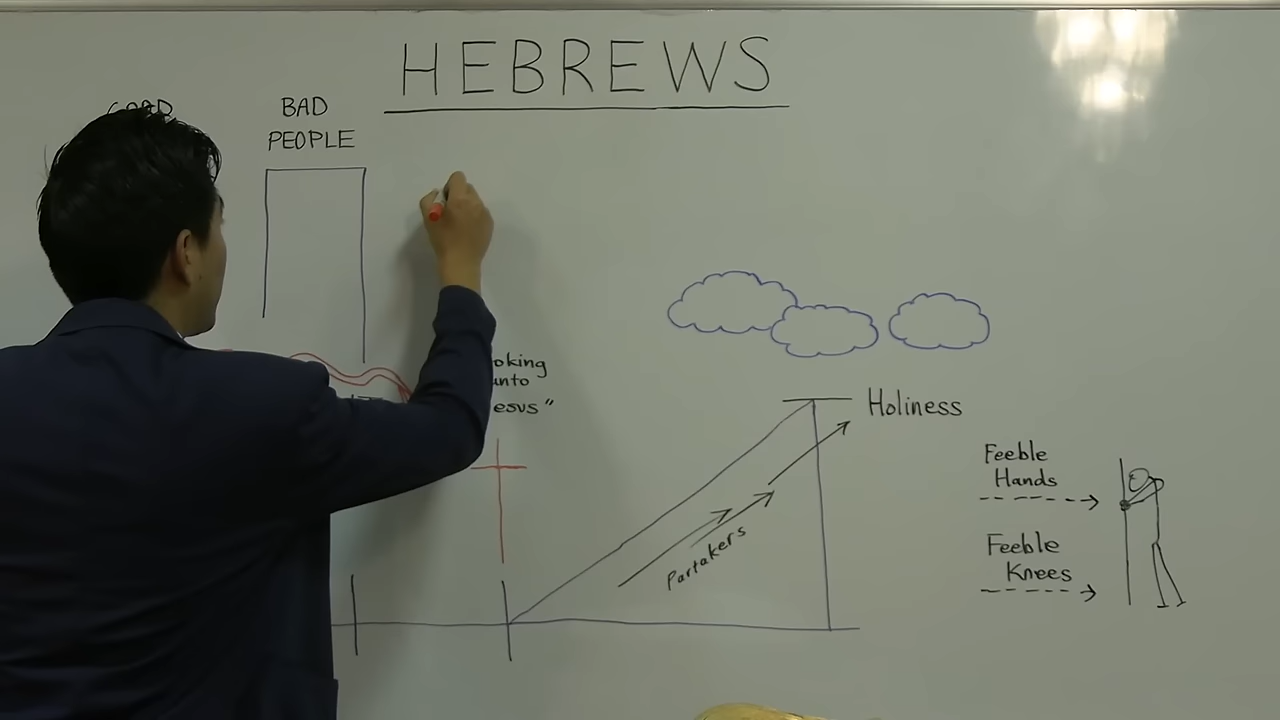 HEBREWS
BAD
PEOPLE
oking
unto
esus"
Holiness
Partakers
Feeble
Hands
Feeble
Knees